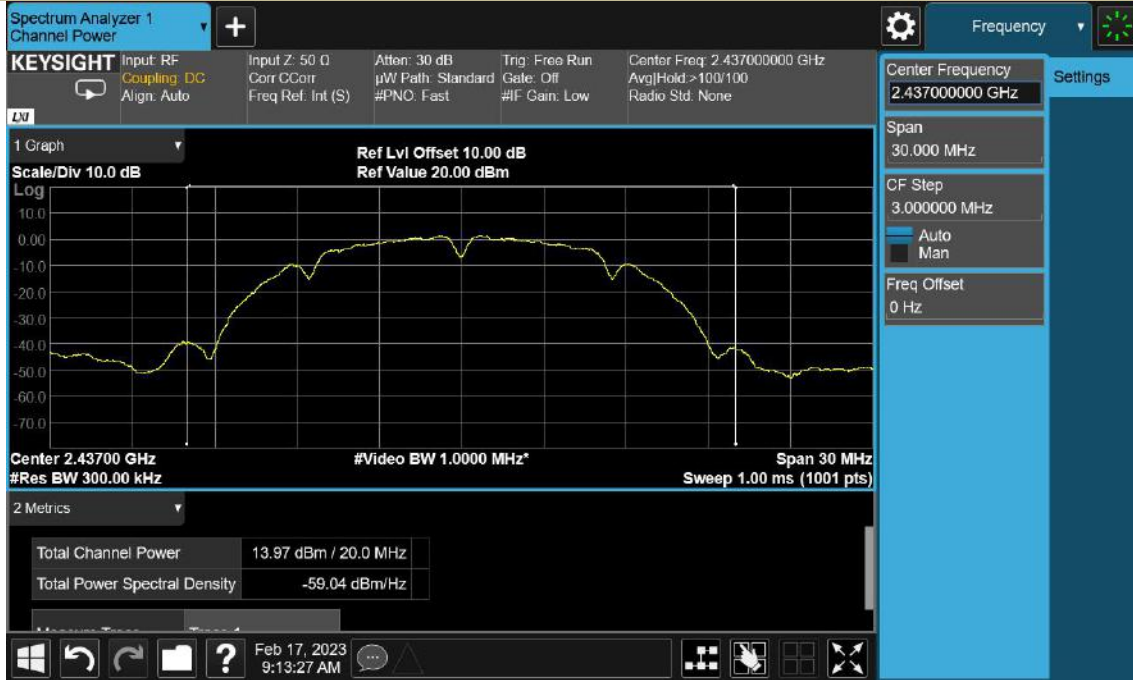 Spectrum Analyzer 1
Channel Power
+
Frequency
KEYSIGHT
LXI
Input: RF
Coupling: DC
Align: Auto
Input Z: 50 Ω
Corr CCorr
Freq Ref: Int (S)
Atten: 30 dB
µW Path: Standard
#PNO: Fast
Trig: Free Run
Gate: Off
#IF Gain: Low
Center Freq: 2.437000000 GHz
Avg|Hold:>100/100
Radio Std: None
1 Graph
Scale/Div 10.0 dB
Ref Lvl Offset 10.00 dB
Ref Value 20.00 dBm
Log
10.0
0.00
-10.0
-20.0
-30.0
-40.0
-50.0
-60.0
-70.0
Center 2.43700 GHz
#Res BW 300.00 kHz
#Video BW 1.0000 MHz*
Span 30 MHz
Sweep 1.00 ms (1001 pts)
2 Metrics
Total Channel Power 13.97 dBm / 20.0 MHz
Total Power Spectral Density -59.04 dBm/Hz
?
Feb 17, 2023
9:13:27 AM
Center Frequency
2.437000000 GHz
Span
30.000 MHz
CF Step
3.000000 MHz
Auto
Man
Freq Offset
0 Hz
Settings